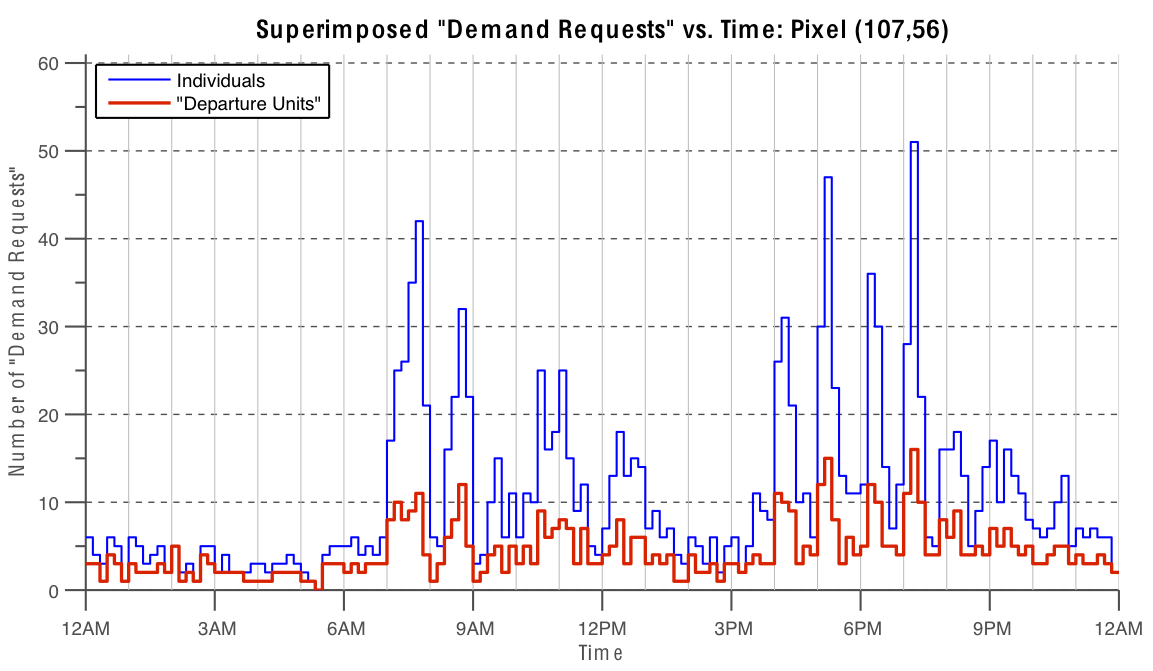 Superimposed "Demand Requests" vs. Time: Pixel (107,56)
Individuals
"Departure Units"
Number of "Demand Requests"
60
50
40
30
20
10
0
12AM 3AM 6AM 9AM 12PM 3PM 6PM 9PM 12AM
Time